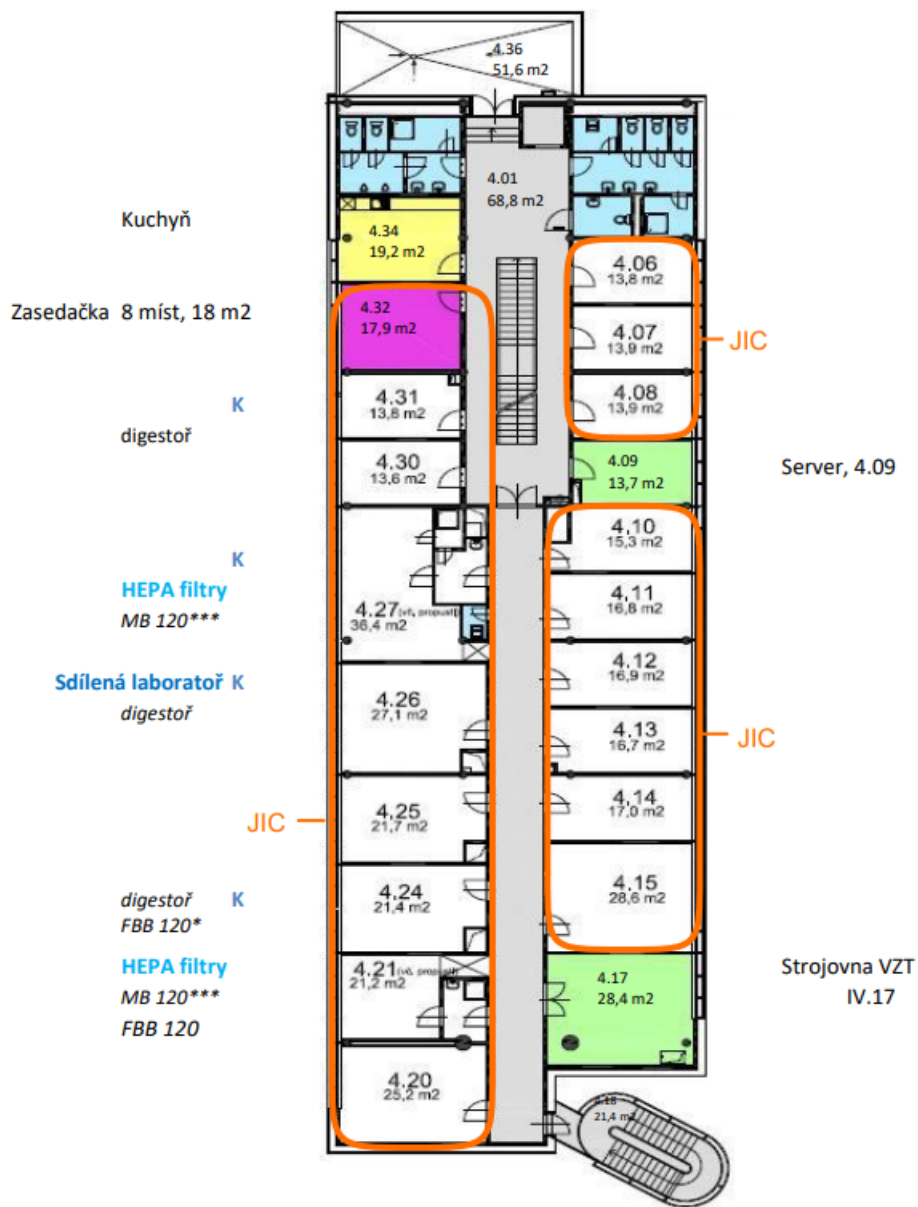 4.36
51,6 m2
4.01
68,8 m2
Kuchyň
4.34
19,2 m2
4.06
13,8 m2
Zasedačka 8 míst, 18 m2
4.32
17,9 m2
4.07
13,9 m2
JIC
K
digestoř
4.31
13,8 m2
4.08
13,9 m2
4.30
13,6 m2
4.09
13,7 m2
Server, 4.09
4.10
15,3 m2
K
HEPA filtry
MB 120***
4.27 (vč. propustí)
36,4 m2
4.11
16,8 m2
Sdílená laboratoř K
digestoř
4.26
27,1 m2
4.12
16,9 m2
4.13
16,7 m2
JIC
JIC
4.25
21,7 m2
4.14
17,0 m2
digestoř K
FBB 120*
4.24
21,4 m2
4.15
28,6 m2
HEPA filtry
MB 120***
FBB 120
4.21 (vč. propustí)
21,2 m2
4.17
28,4 m2
Strojovna VZT
IV.17
4.20
25,2 m2
4.18
21,4 m2